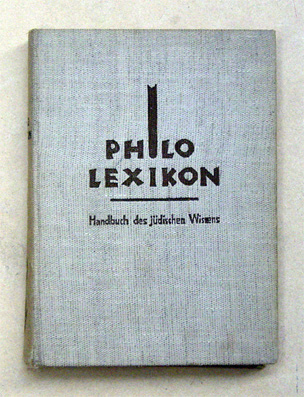 PHILO
LEXIKON
Handbuch des jüdischen Wissens